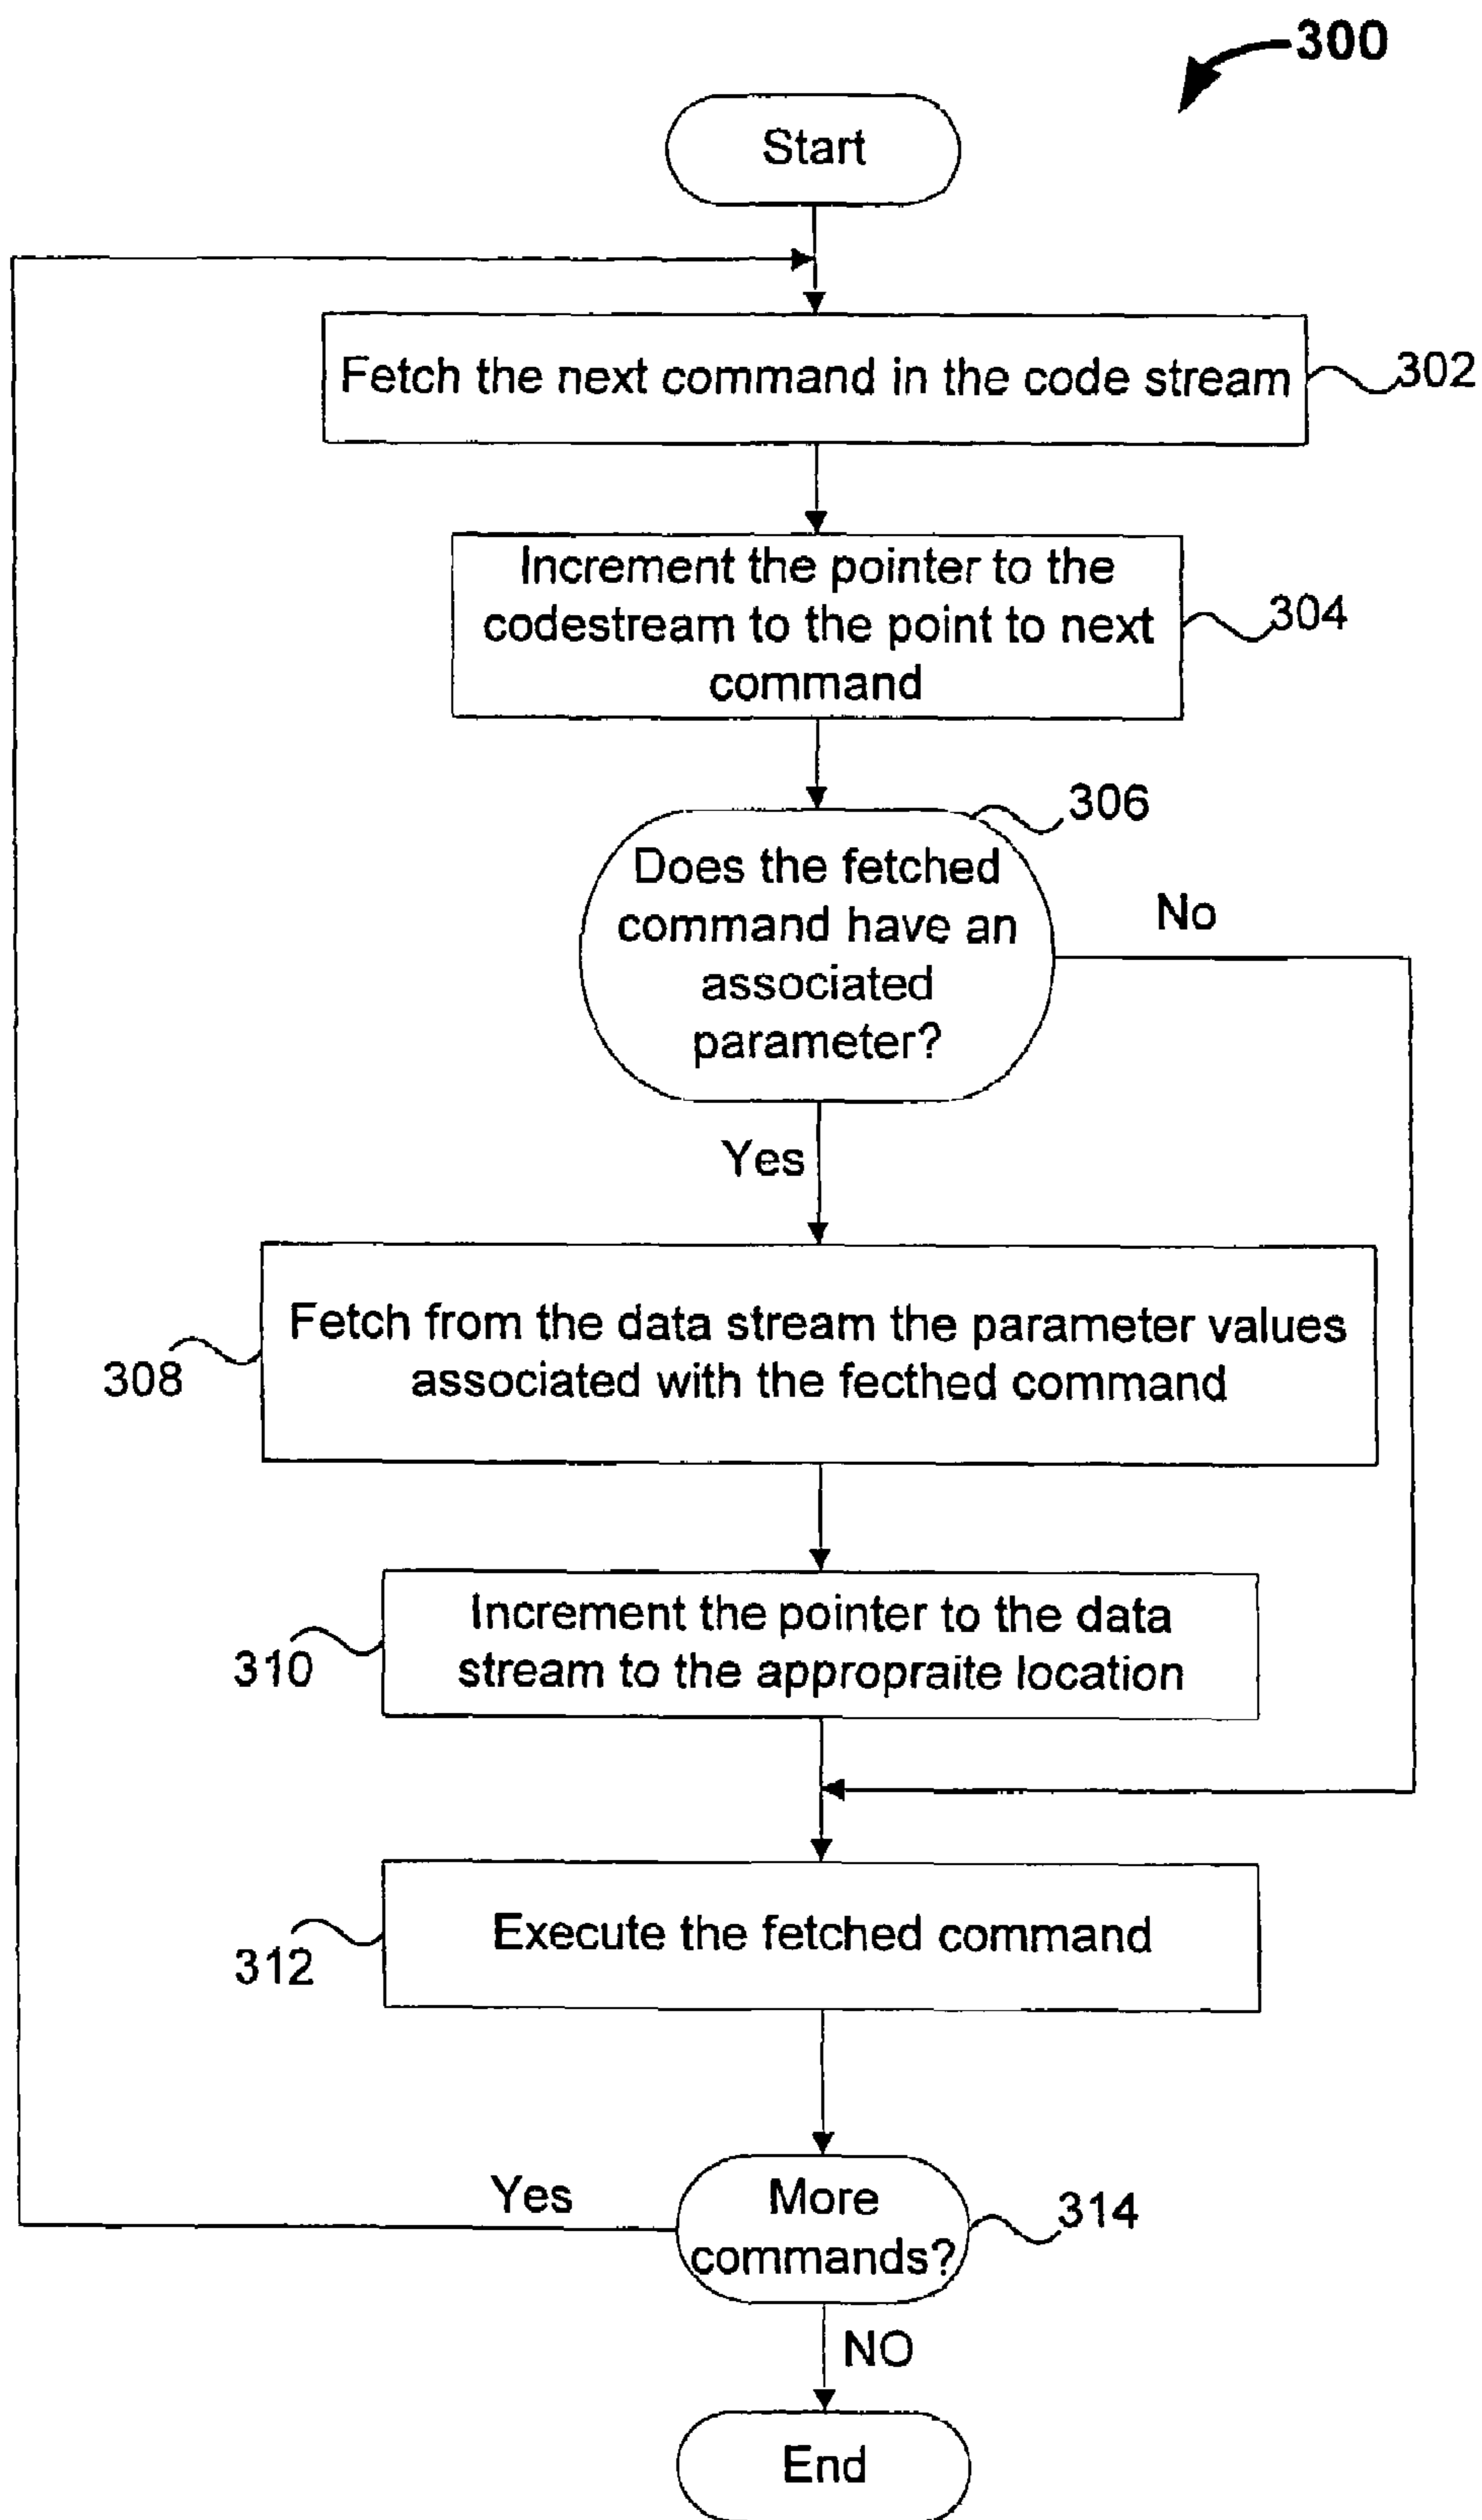 300
Start
Fetch the next command in the code stream
302
Increment the pointer to the
codestream to the point to next
command
304
306
Does the fetched
command have an
associated
parameter?
No
Yes
Fetch from the data stream the parameter values
associated with the fecthed command
308
Increment the pointer to the data
stream to the appropraite location
310
Execute the fetched command
312
Yes
More
commands?
314
NO
End